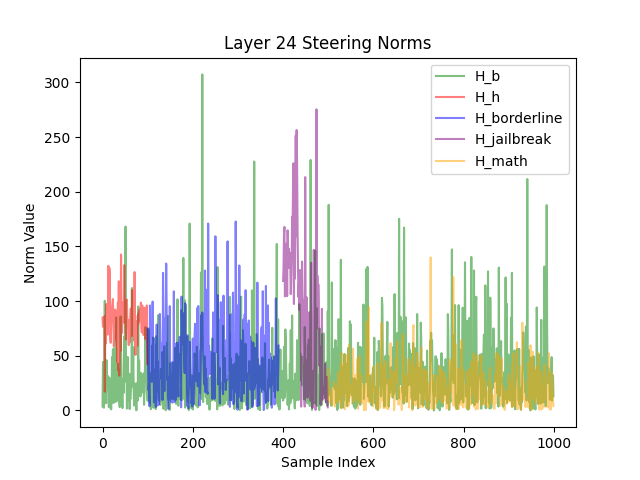 Layer 24 Steering Norms
H_b
H_h
H_borderline
H_jailbreak
H_math
Norm Value
300
250
200
150
100
50
0
0 200 400 600 800 1000
Sample Index